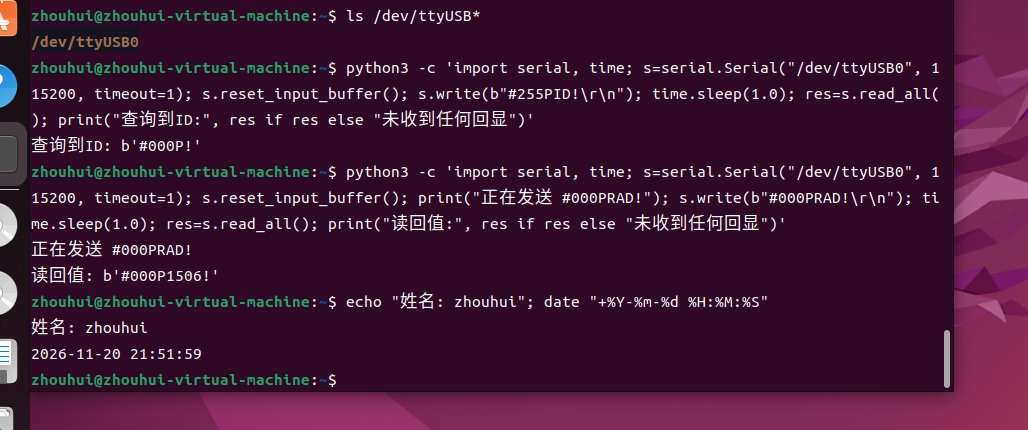 zhouhui@zhouhui-virtual-machine:~$ ls /dev/ttyUSB*
/dev/ttyUSB0
zhouhui@zhouhui-virtual-machine:~$ python3 -c 'import serial, time; s=serial.Serial("/dev/ttyUSB0", 1
15200, timeout=1); s.reset_input_buffer(); s.write(b"#255PID!\r\n"); time.sleep(1.0); res=s.read_all(
); print("查询到ID:", res if res else "未收到任何回显")'
查询到ID: b'#000P!'
zhouhui@zhouhui-virtual-machine:~$ python3 -c 'import serial, time; s=serial.Serial("/dev/ttyUSB0", 1
15200, timeout=1); s.reset_input_buffer(); print("正在发送 #000PRAD!"); s.write(b"#000PRAD!\r\n"); ti
me.sleep(1.0); res=s.read_all(); print("读回值:", res if res else "未收到任何回显")'
正在发送 #000PRAD!
读回值: b'#000P1506!'
zhouhui@zhouhui-virtual-machine:~$ echo "姓名: zhouhui"; date "+%Y-%m-%d %H:%M:%S"
姓名: zhouhui
2026-11-20 21:51:59
zhouhui@zhouhui-virtual-machine:~$